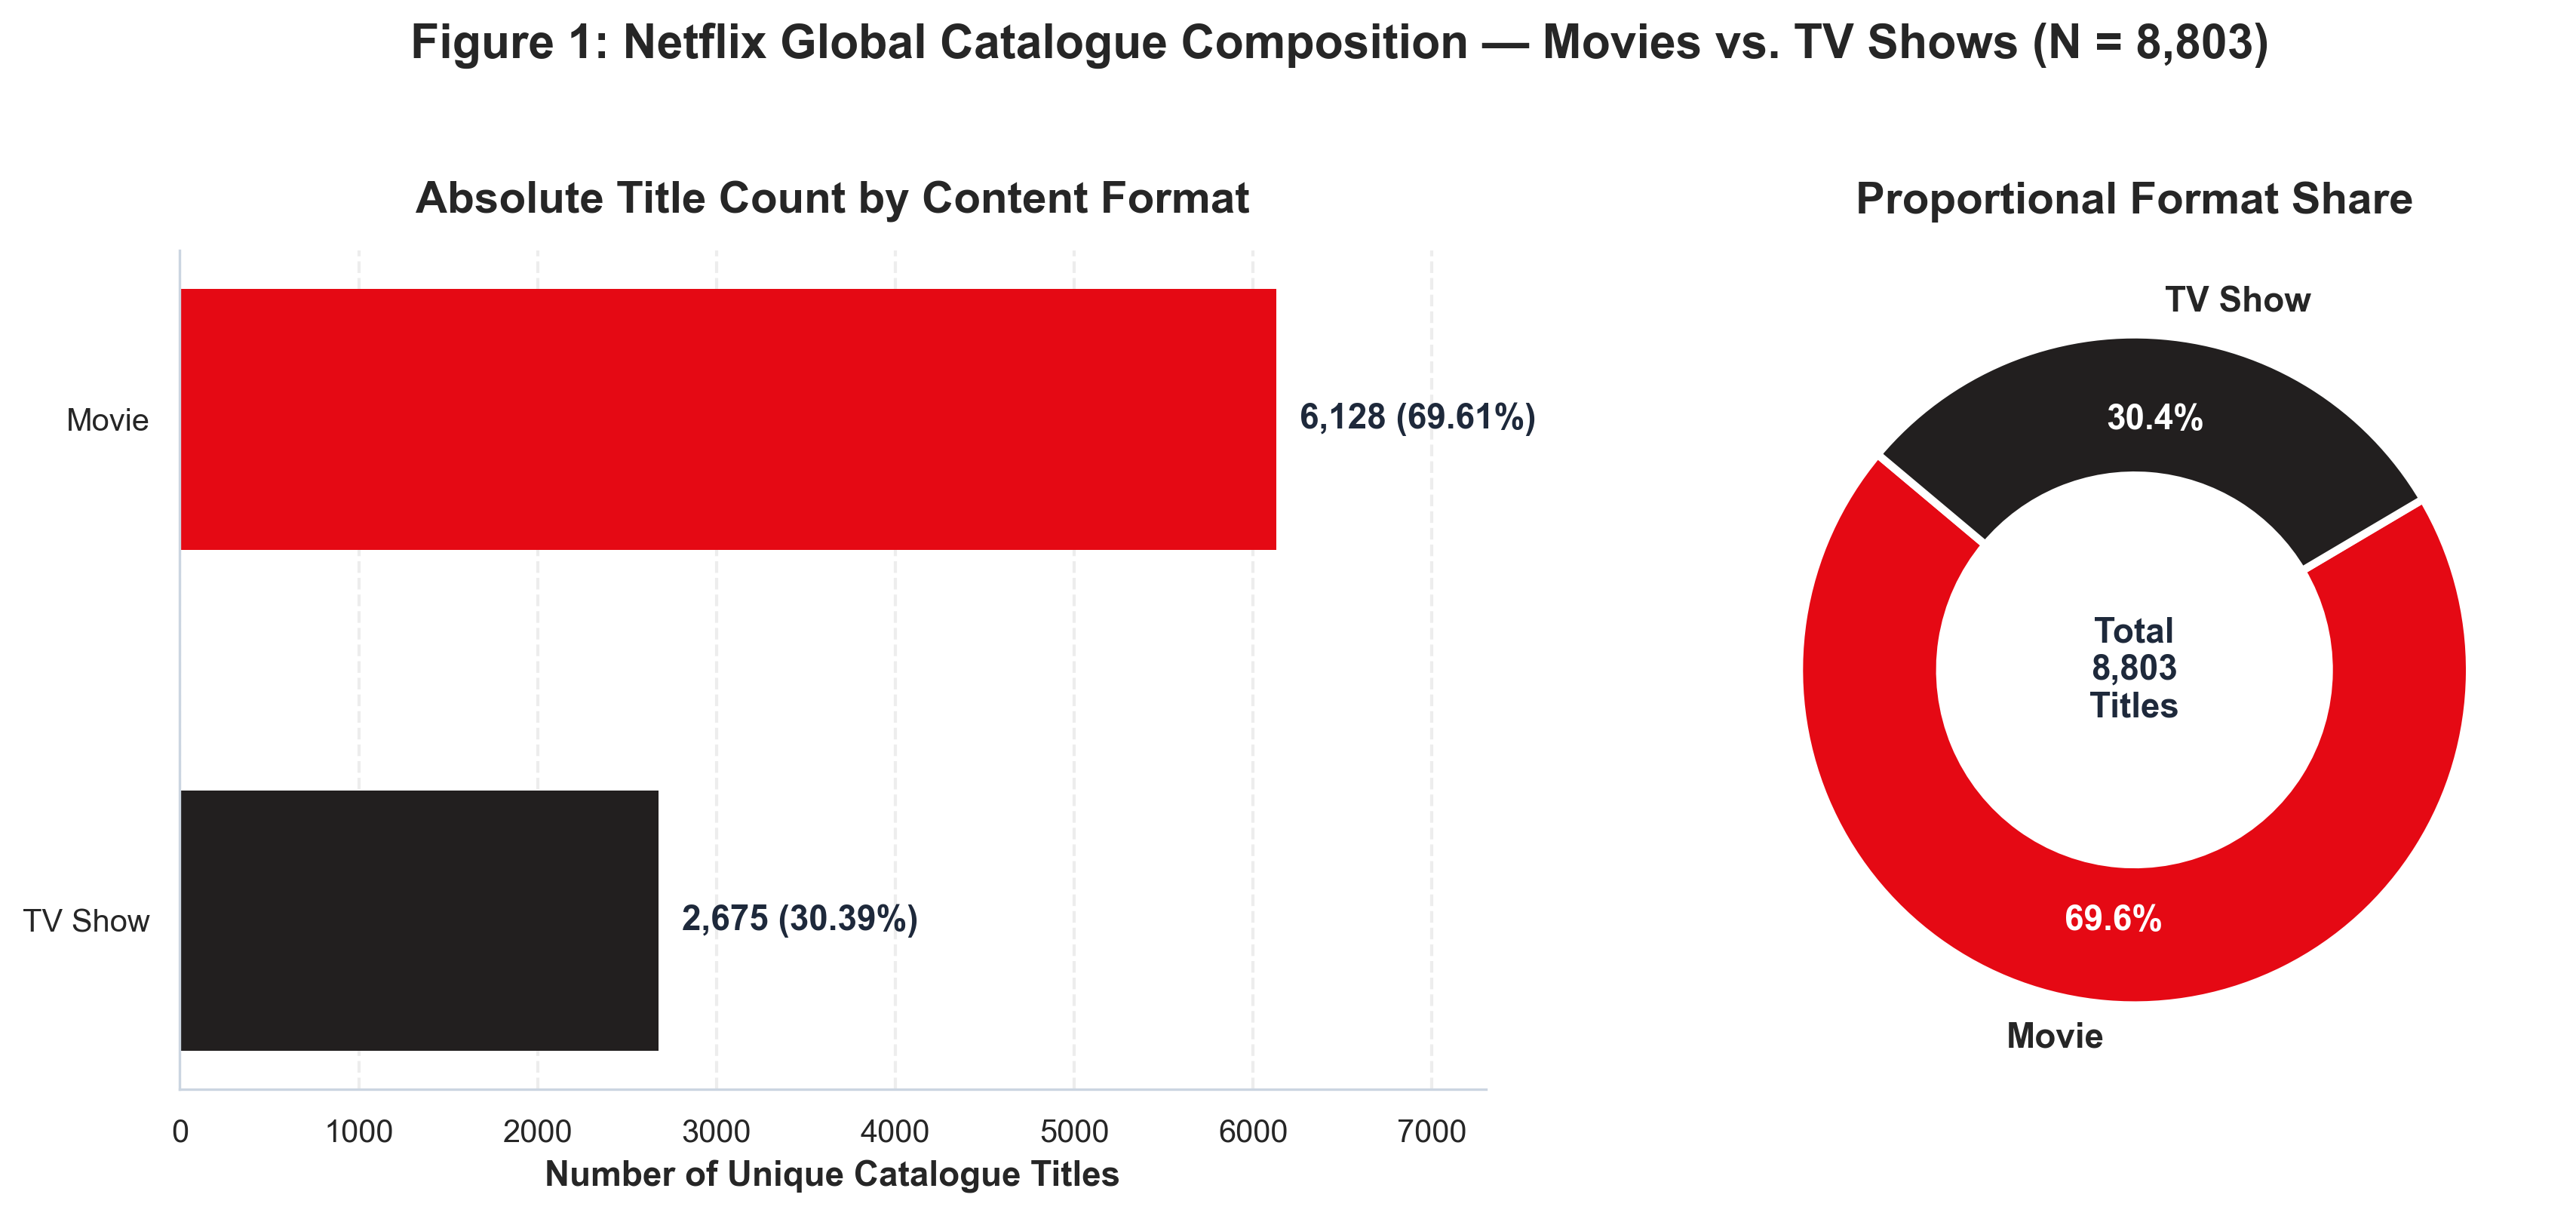 Figure 1: Netflix Global Catalogue Composition — Movies vs. TV Shows (N = 8,803)
Absolute Title Count by Content Format
Movie
6,128 (69.61%)
TV Show
2,675 (30.39%)
0 1000 2000 3000 4000 5000 6000 7000
Number of Unique Catalogue Titles
Proportional Format Share
TV Show
30.4%
Total
8,803
Titles
69.6%
Movie